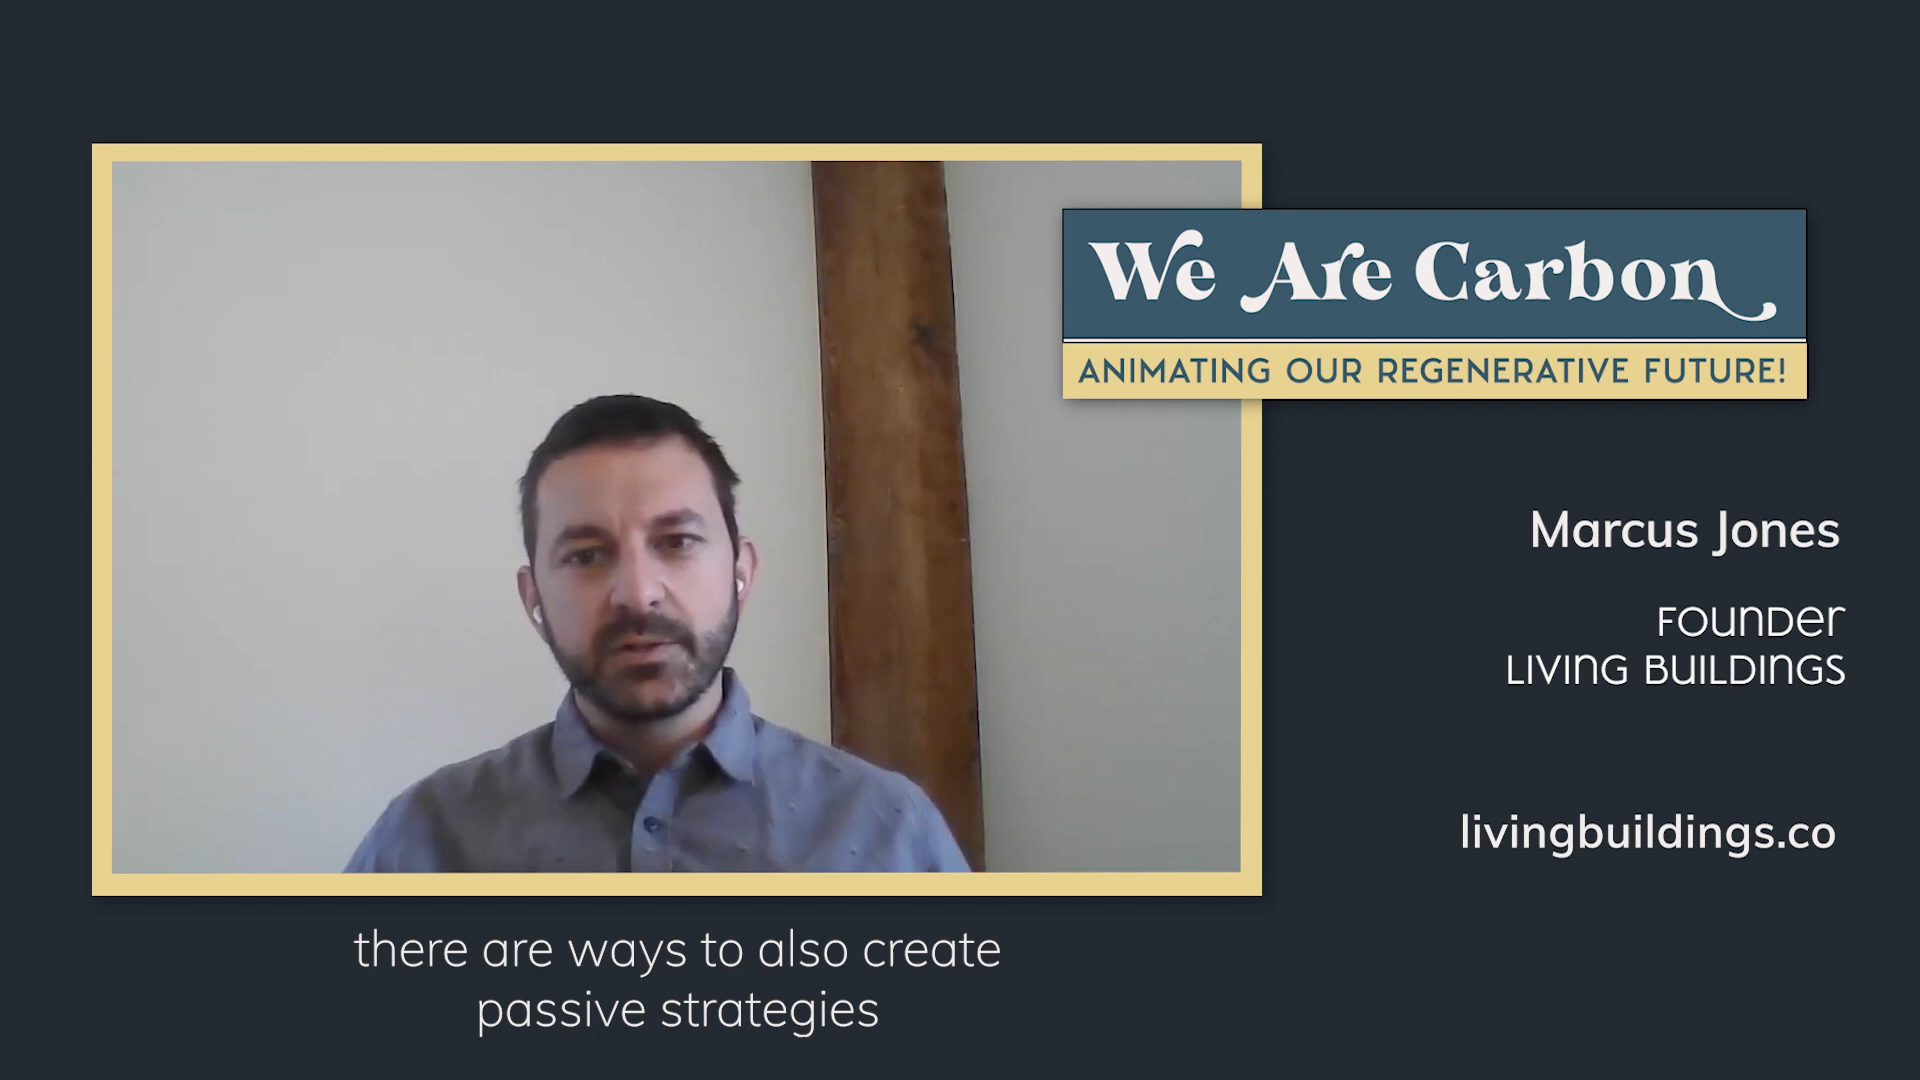 We Are Carbon
ANIMATING OUR REGENERATIVE FUTURE!
Marcus Jones
FOUNDER
LIVING BUILDINGS
livingbuildings.co
there are ways to also create
passive strategies